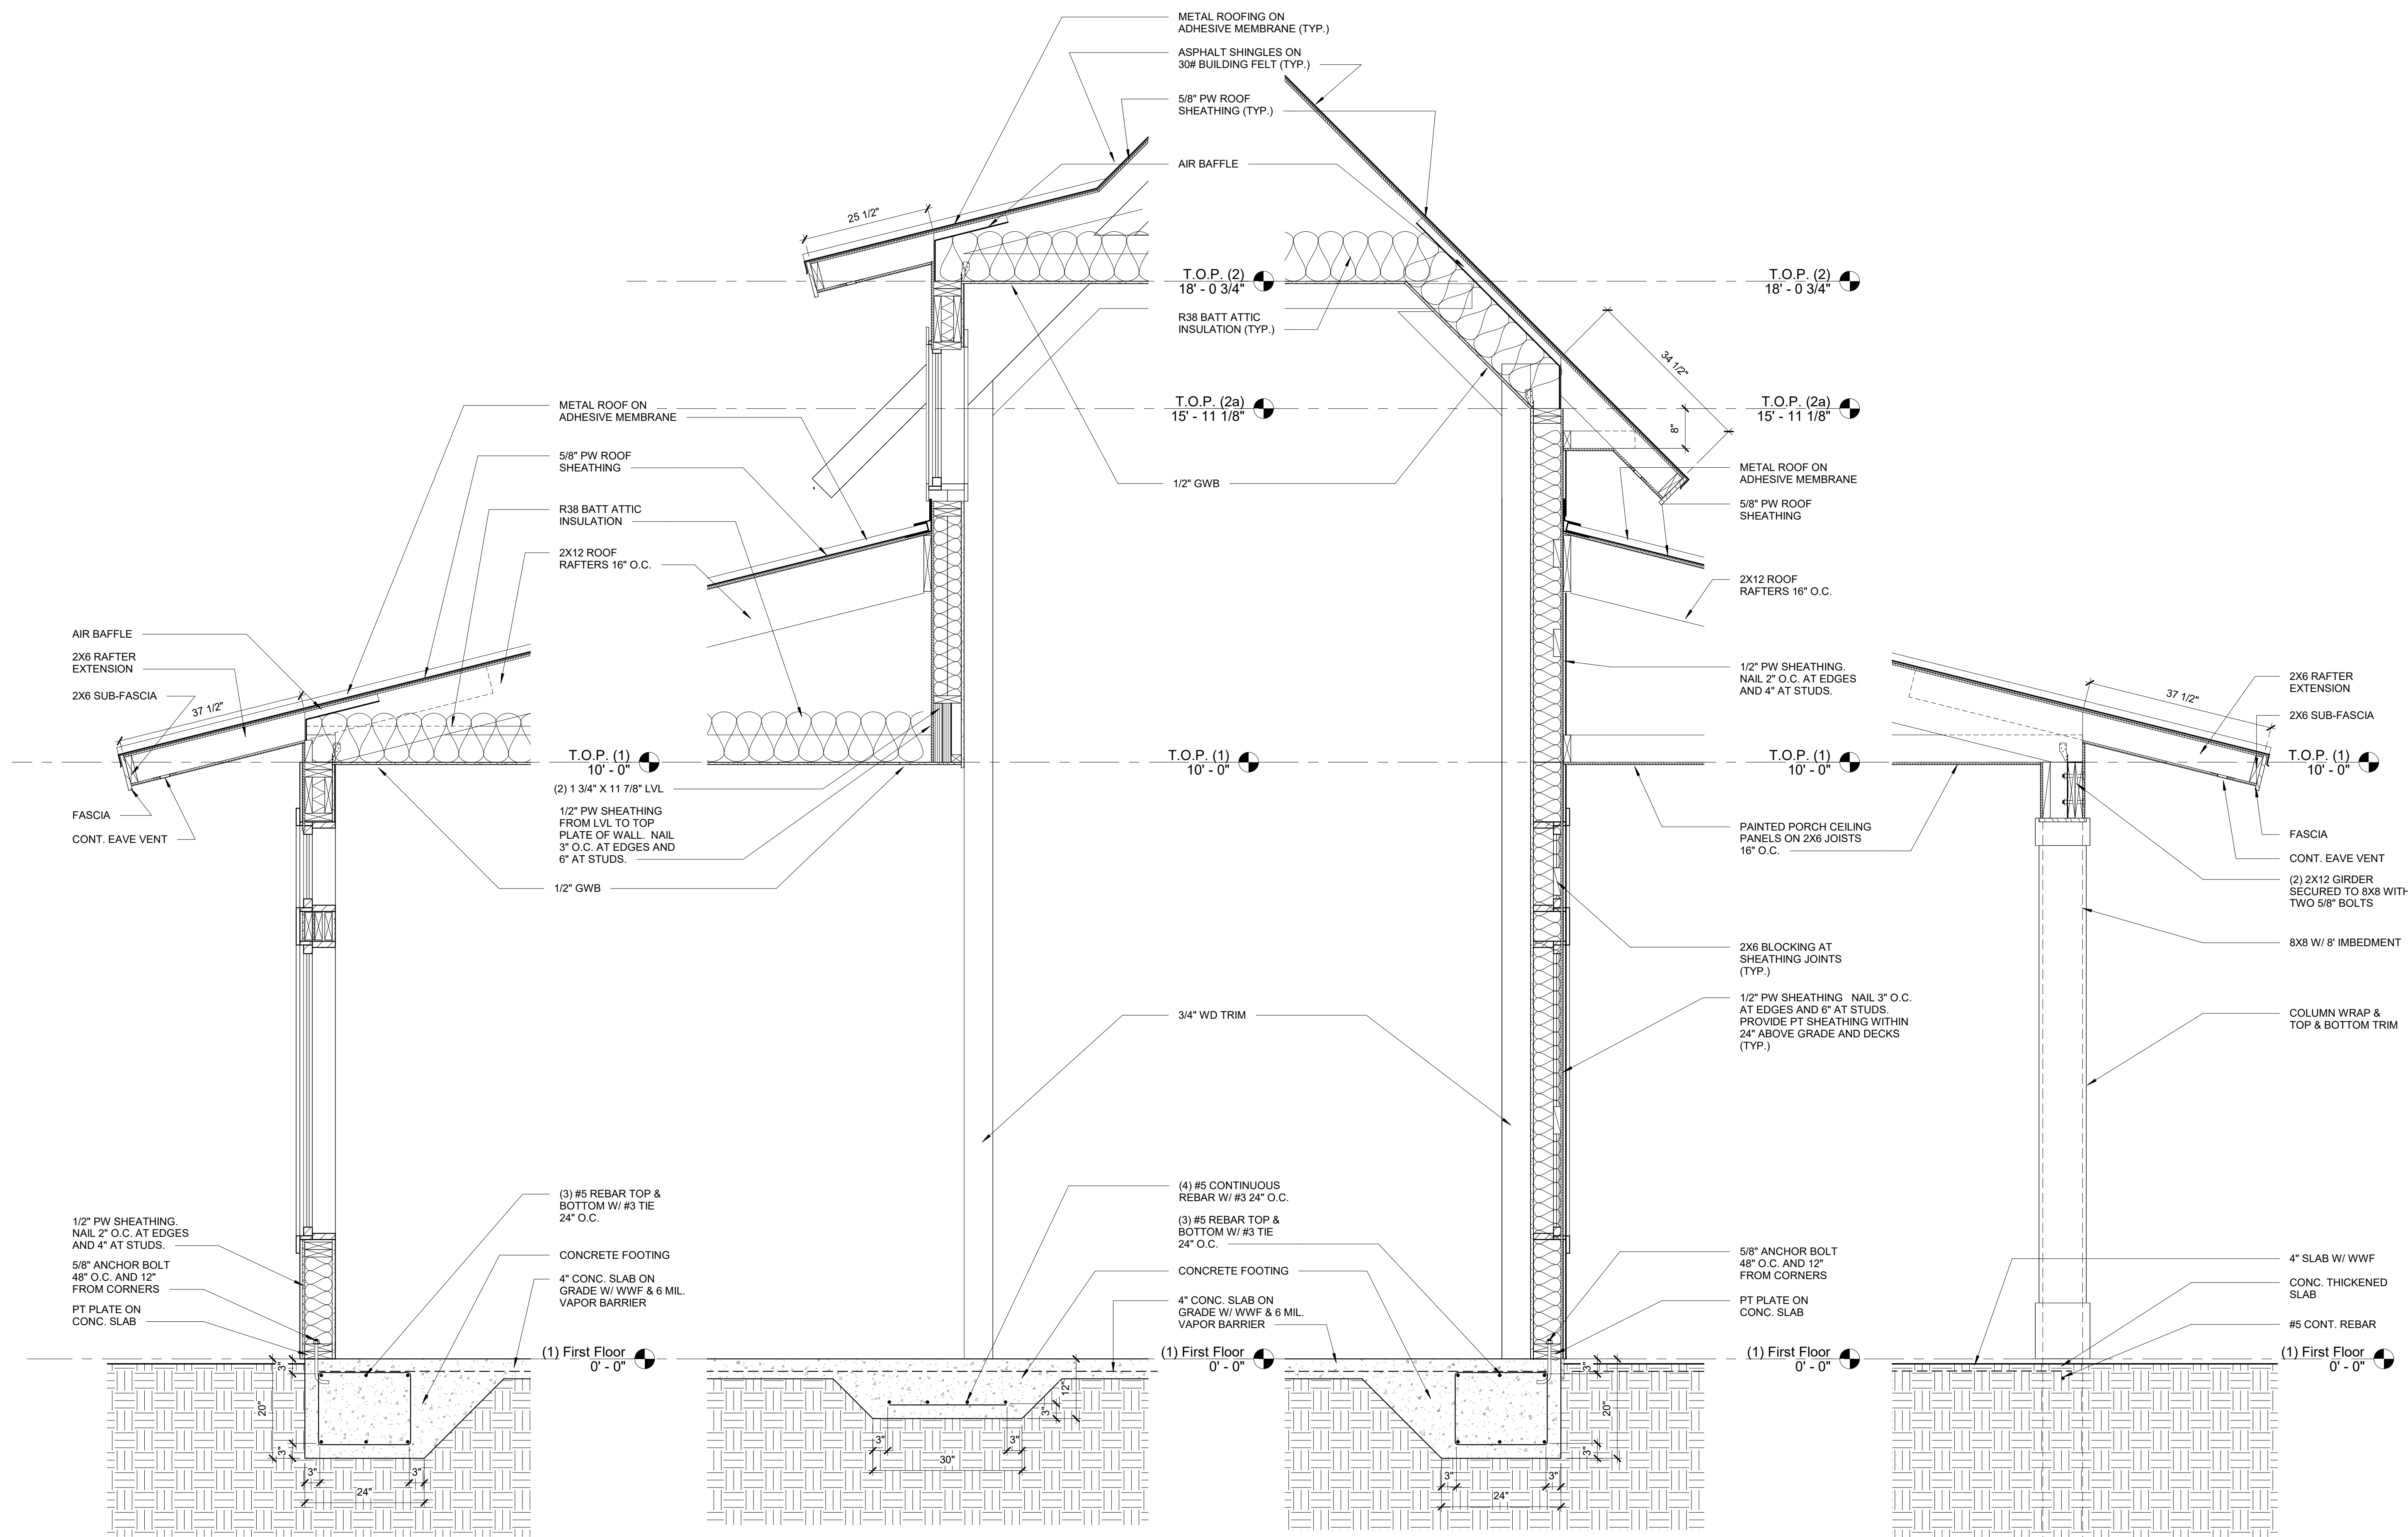 METAL ROOFING ON
ADHESIVE MEMBRANE (TYP.)
ASPHALT SHINGLES ON
30# BUILDING FELT (TYP.)
5/8" PW ROOF
SHEATHING (TYP.)
AIR BAFFLE
25 1/2"
T.O.P. (2)
18' - 0 3/4"
T.O.P. (2)
18' - 0 3/4"
R38 BATT ATTIC
INSULATION (TYP.)
34 1/2"
8"
T.O.P. (2a)
15' - 11 1/8"
T.O.P. (2a)
15' - 11 1/8"
1/2" GWB
METAL ROOF ON
ADHESIVE MEMBRANE
5/8" PW ROOF
SHEATHING
R38 BATT ATTIC
INSULATION
2X12 ROOF
RAFTERS 16" O.C.
METAL ROOF ON
ADHESIVE MEMBRANE
5/8" PW ROOF
SHEATHING
2X12 ROOF
RAFTERS 16" O.C.
1/2" PW SHEATHING.
NAIL 2" O.C. AT EDGES
AND 4" AT STUDS.
AIR BAFFLE
2X6 RAFTER
EXTENSION
2X6 SUB-FASCIA
37 1/2"
FASCIA
CONT. EAVE VENT
T.O.P. (1)
10' - 0"
(2) 1 3/4" X 11 7/8" LVL
1/2" PW SHEATHING
FROM LVL TO TOP
PLATE OF WALL.  NAIL
3" O.C. AT EDGES AND
6" AT STUDS.
1/2" GWB
T.O.P. (1)
10' - 0"
T.O.P. (1)
10' - 0"
PAINTED PORCH CEILING
PANELS ON 2X6 JOISTS
16" O.C.
37 1/2"
2X6 RAFTER
EXTENSION
2X6 SUB-FASCIA
T.O.P. (1)
10' - 0"
FASCIA
CONT. EAVE VENT
(2) 2X12 GIRDER
SECURED TO 8X8 WITH
TWO 5/8" BOLTS
8X8 W/ 8' IMBEDMENT
COLUMN WRAP &
TOP & BOTTOM TRIM
2X6 BLOCKING AT
SHEATHING JOINTS
(TYP.)
1/2" PW SHEATHING   NAIL 3" O.C.
AT EDGES AND 6" AT STUDS.
PROVIDE PT SHEATHING WITHIN
24" ABOVE GRADE AND DECKS
(TYP.)
3/4" WD TRIM
1/2" PW SHEATHING.
NAIL 2" O.C. AT EDGES
AND 4" AT STUDS.
5/8" ANCHOR BOLT
48" O.C. AND 12"
FROM CORNERS
PT PLATE ON
CONC. SLAB
(3) #5 REBAR TOP &
BOTTOM W/ #3 TIE
24" O.C.
CONCRETE FOOTING
4" CONC. SLAB ON
GRADE W/ WWF & 6 MIL.
VAPOR BARRIER
(1) First Floor
0' - 0"
(4) #5 CONTINUOUS
REBAR W/ #3 24" O.C.
(3) #5 REBAR TOP &
BOTTOM W/ #3 TIE
24" O.C.
CONCRETE FOOTING
4" CONC. SLAB ON
GRADE W/ WWF & 6 MIL.
VAPOR BARRIER
(1) First Floor
0' - 0"
5/8" ANCHOR BOLT
48" O.C. AND 12"
FROM CORNERS
PT PLATE ON
CONC. SLAB
(1) First Floor
0' - 0"
4" SLAB W/ WWF
CONC. THICKENED
SLAB
#5 CONT. REBAR
(1) First Floor
0' - 0"
3"
20"
3"
3"
3"
24"
12"
3"
3"
3"
30"
3"
20"
3"
3"
3"
24"